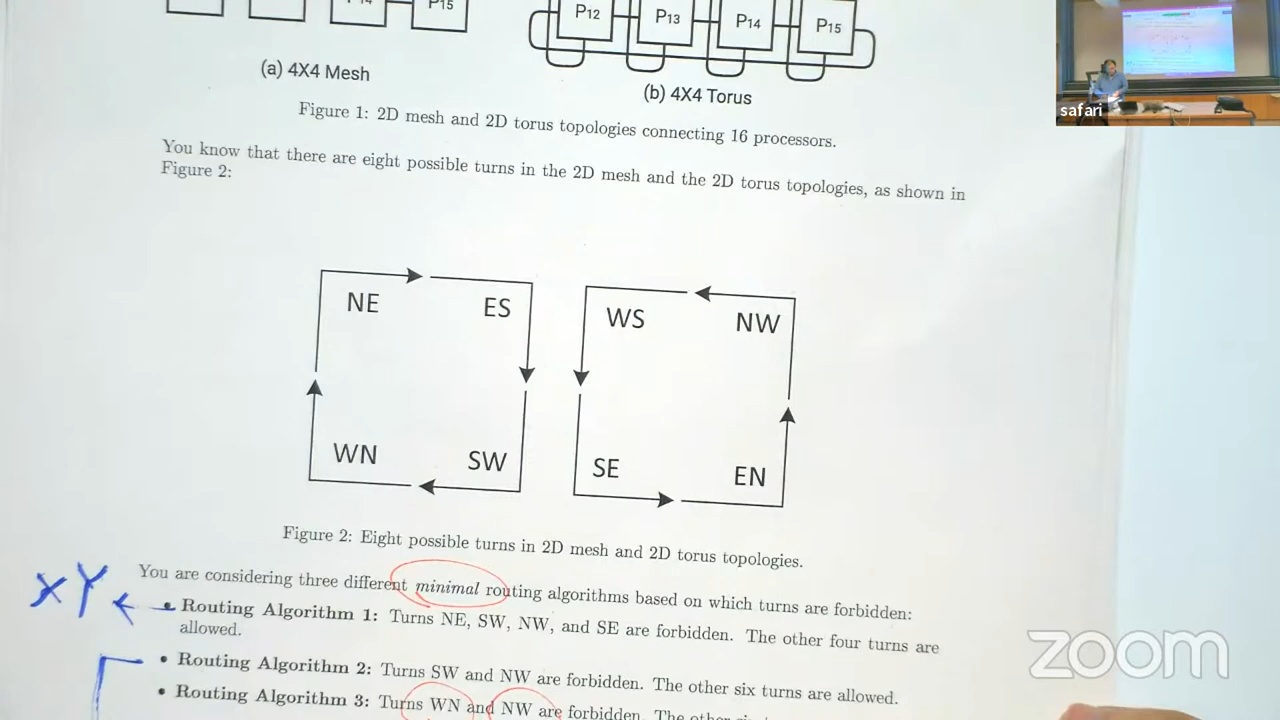 P15
P12 P13 P14 P15
(a) 4X4 Mesh
(b) 4X4 Torus
safari
Figure 1: 2D mesh and 2D torus topologies connecting 16 processors.
You know that there are eight possible turns in the 2D mesh and the 2D torus topologies, as shown in
Figure 2:
NE ES WS NW
WN SW SE EN
Figure 2: Eight possible turns in 2D mesh and 2D torus topologies.
You are considering three different minimal routing algorithms based on which turns are forbidden:
XY
• Routing Algorithm 1: Turns NE, SW, NW, and SE are forbidden. The other four turns are
allowed.
• Routing Algorithm 2: Turns SW and NW are forbidden. The other six turns are allowed.
• Routing Algorithm 3: Turns WN and NW are forbidden. The other
zoom